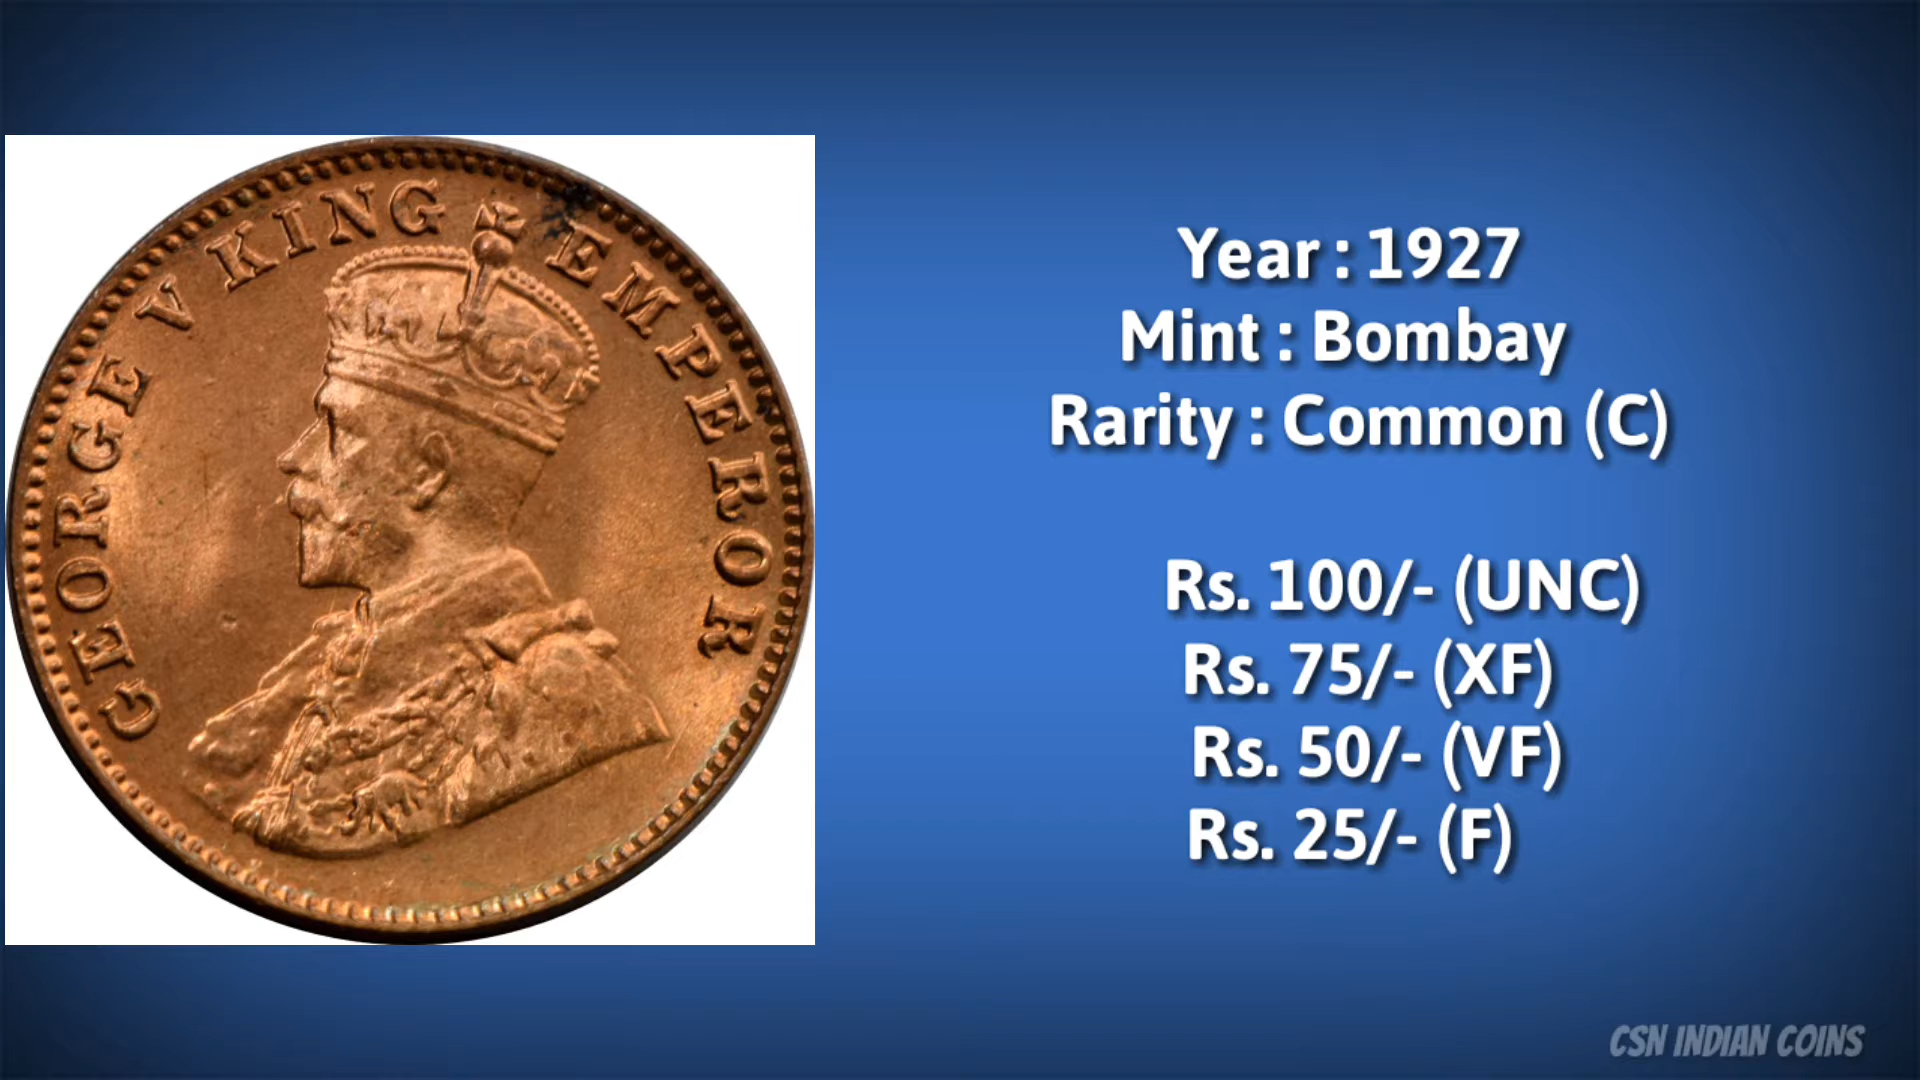 GEORGE V KING EMPEROR
Year : 1927
Mint : Bombay
Rarity : Common (C)
Rs. 100/- (UNC)
Rs. 75/- (XF)
Rs. 50/- (VF)
Rs. 25/- (F)
CSN INDIAN COINS